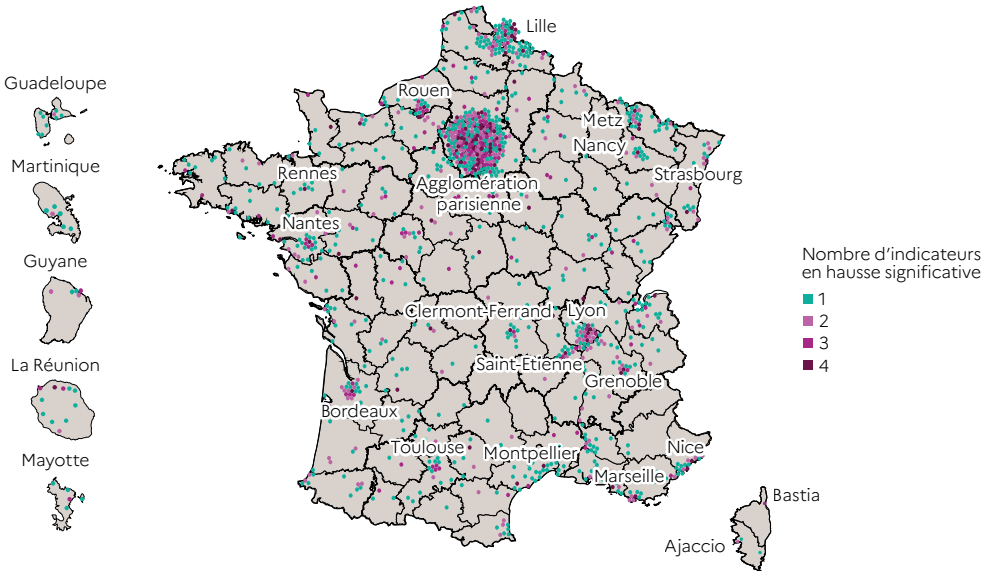 Lille
Guadeloupe
Rouen
Metz
Nancy
Martinique
Rennes
Strasbourg
Agglomération
parisienne
Nantes
Guyane
Nombre d'indicateurs
en hausse significative
1
2
3
4
Clermont-Ferrand
Lyon
La Réunion
Saint-Etienne
Grenoble
Bordeaux
Toulouse
Montpellier
Nice
Mayotte
Marseille
Bastia
Ajaccio